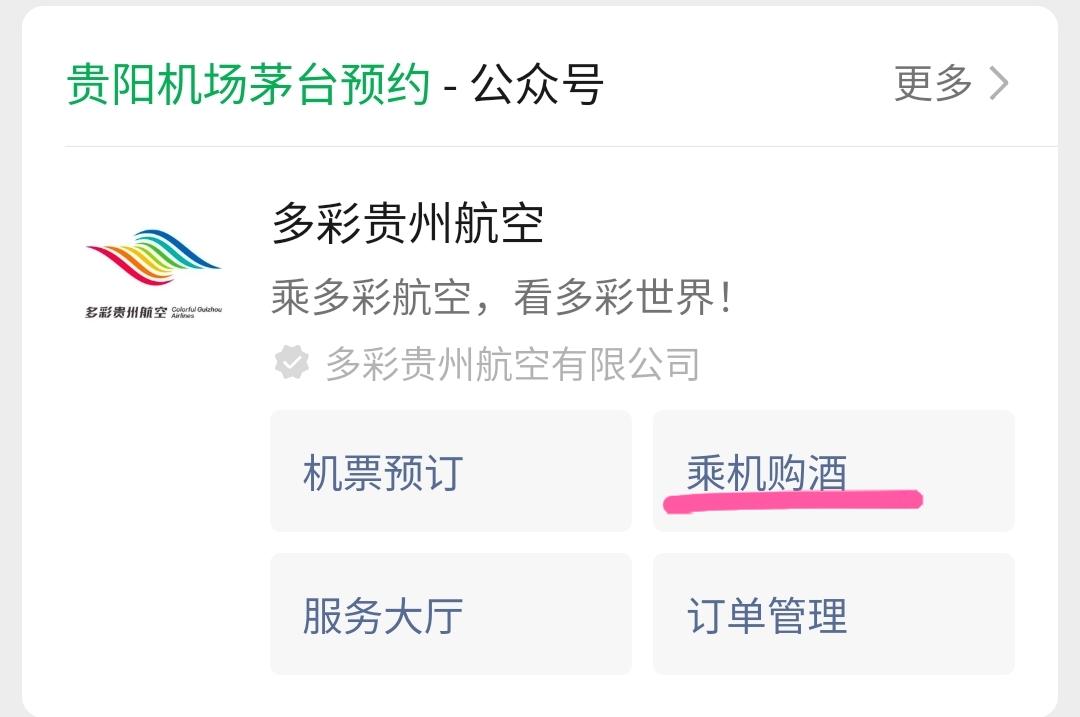 贵阳机场茅台预约 - 公众号
更多
多彩贵州航空
多彩贵州航空 Colorful Guizhou Airlines
乘多彩航空，看多彩世界！
多彩贵州航空有限公司
机票预订
乘机购酒
服务大厅
订单管理